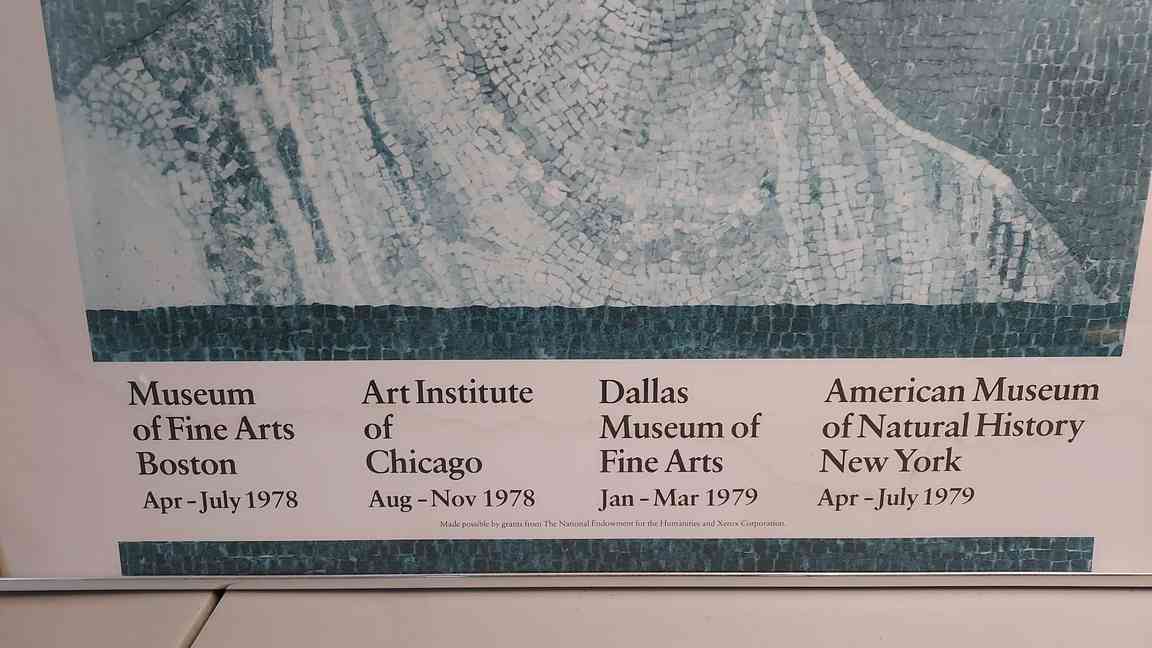 Museum
of Fine Arts
Boston
Apr – July 1978
Art Institute
of
Chicago
Aug – Nov 1978
Dallas
Museum of
Fine Arts
Jan – Mar 1979
American Museum
of Natural History
New York
Apr – July 1979
Made possible by grants from The National Endowment for the Humanities and Xerox Corporation.